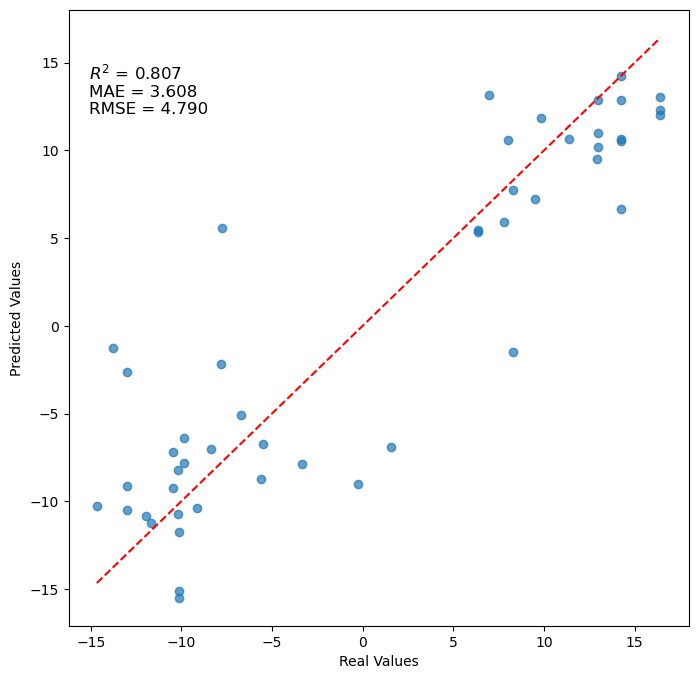 R² = 0.807
MAE = 3.608
RMSE = 4.790
15
10
5
0
−5
−10
−15
Predicted Values
−15 −10 −5 0 5 10 15
Real Values